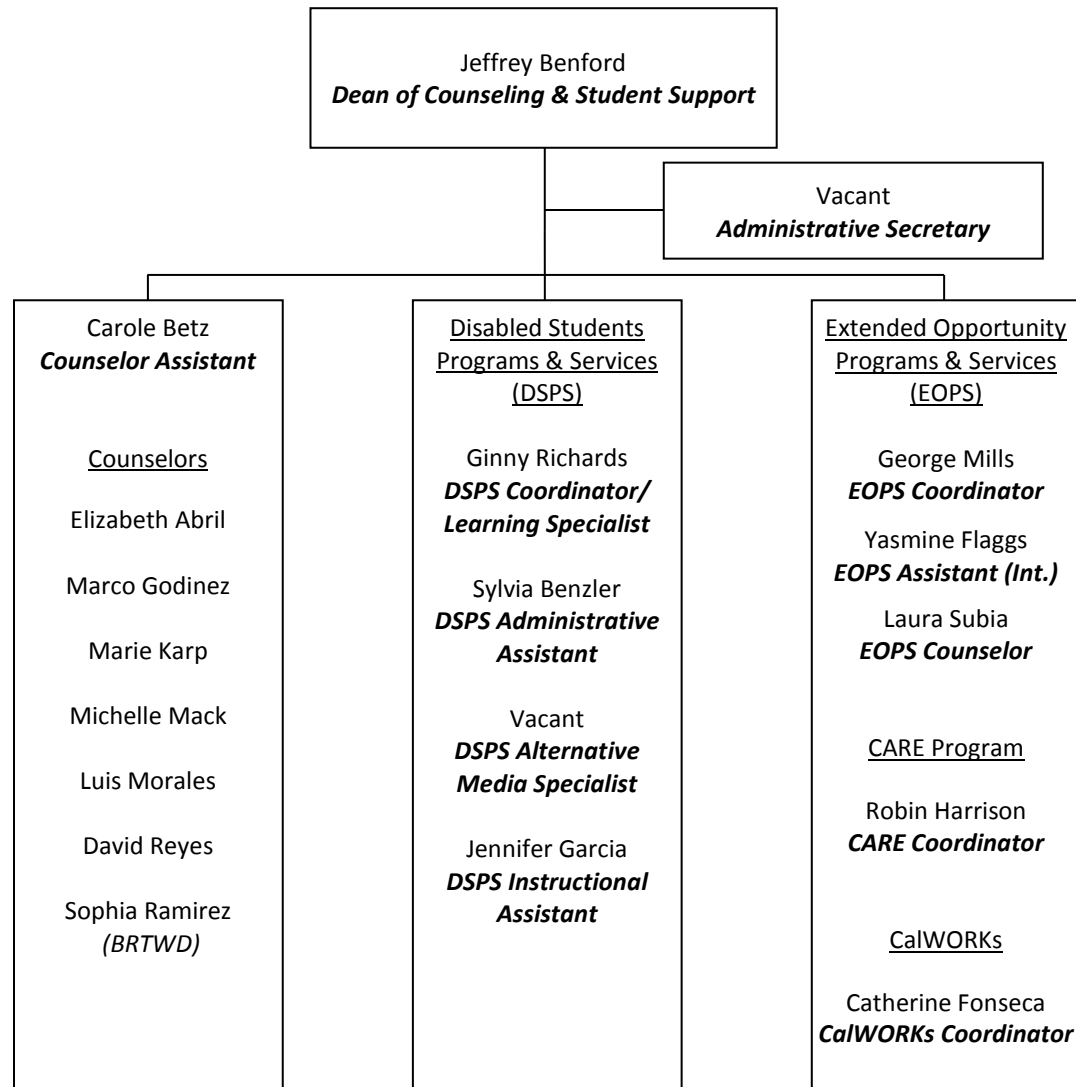 Jeffrey Benford
Dean of Counseling & Student Support
Vacant
Administrative Secretary
Carole Betz
Counselor Assistant
Counselors
Elizabeth Abril
Marco Godinez
Marie Karp
Michelle Mack
Luis Morales
David Reyes
Sophia Ramirez
(BRTWD)
Disabled Students
Programs & Services
(DSPS)
Ginny Richards
DSPS Coordinator/
Learning Specialist
Sylvia Benzler
DSPS Administrative
Assistant
Vacant
DSPS Alternative
Media Specialist
Jennifer Garcia
DSPS Instructional
Assistant
Extended Opportunity
Programs & Services
(EOPS)
George Mills
EOPS Coordinator
Yasmine Flaggs
EOPS Assistant (Int.)
Laura Subia
EOPS Counselor
CARE Program
Robin Harrison
CARE Coordinator
CalWORKs
Catherine Fonseca
CalWORKs Coordinator